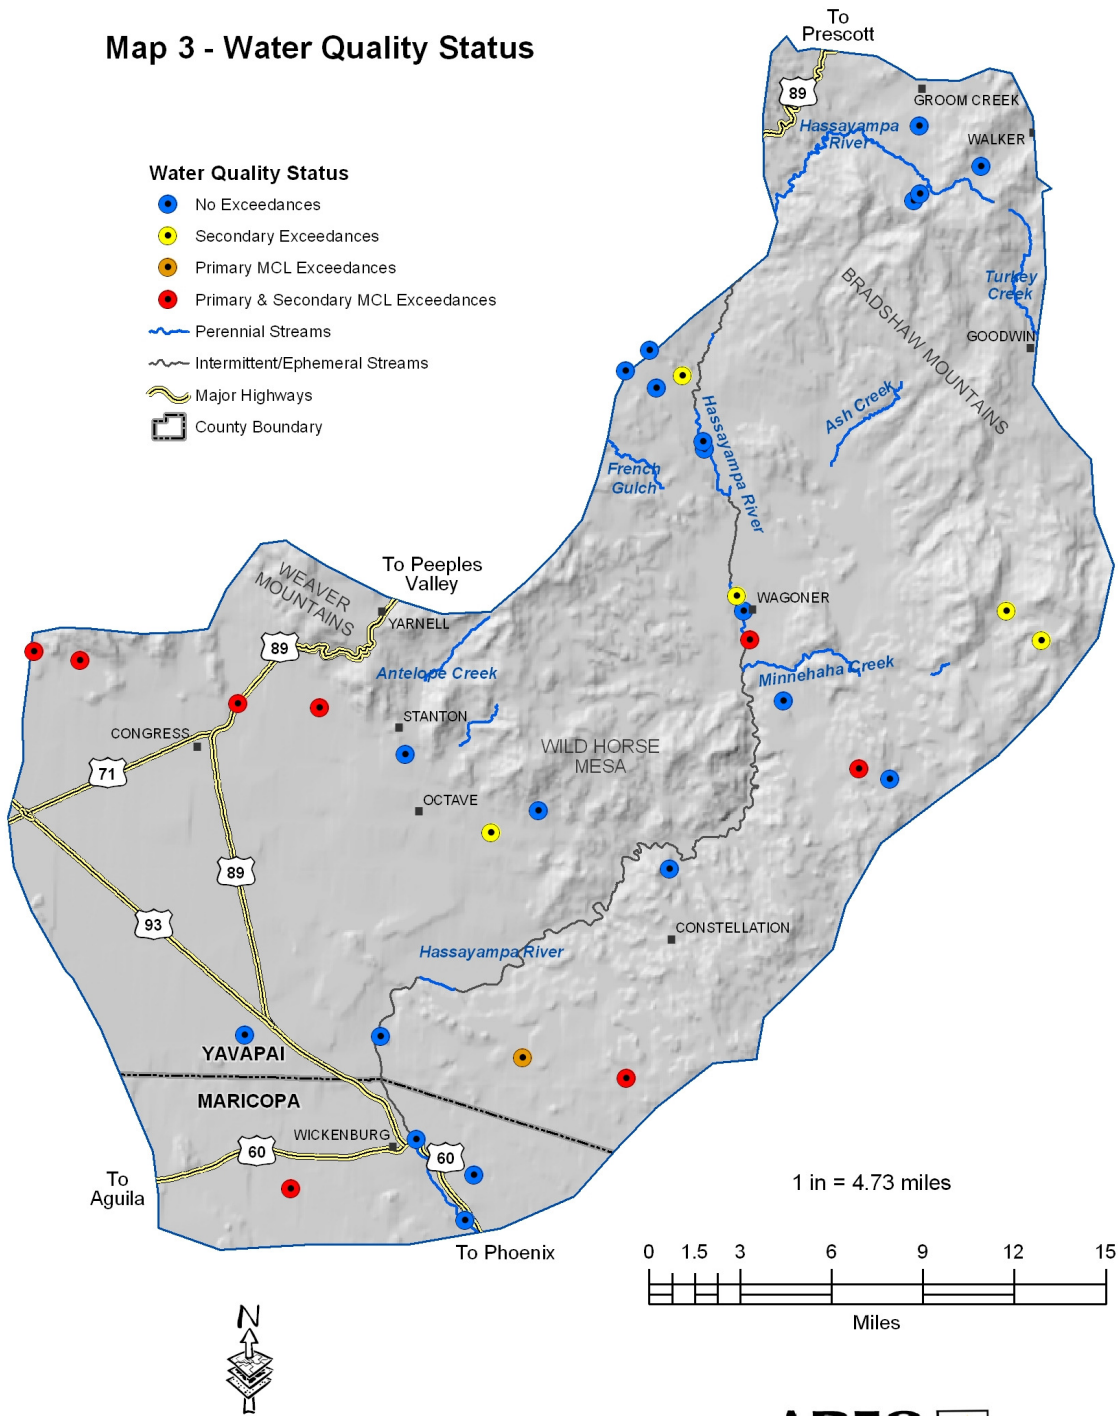 Map 3 - Water Quality Status
To
Prescott
89
GROOM CREEK
Hassayampa
River
WALKER
Water Quality Status
No Exceedances
Secondary Exceedances
Primary MCL Exceedances
Primary & Secondary MCL Exceedances
Perennial Streams
Intermittent/Ephemeral Streams
Major Highways
County Boundary
Turkey
Creek
BRADSHAW MOUNTAINS
GOODWIN
Ash Creek
Hassayampa River
French
Gulch
To Peeples
Valley
WEAVER
MOUNTAINS
YARNELL
WAGONER
89
Antelope Creek
Minnehaha Creek
STANTON
CONGRESS
WILD HORSE
MESA
71
OCTAVE
89
93
CONSTELLATION
Hassayampa River
YAVAPAI
MARICOPA
WICKENBURG
60
60
To
Aguila
1 in = 4.73 miles
To Phoenix
0 1.5 3 6 9 12 15
Miles
N